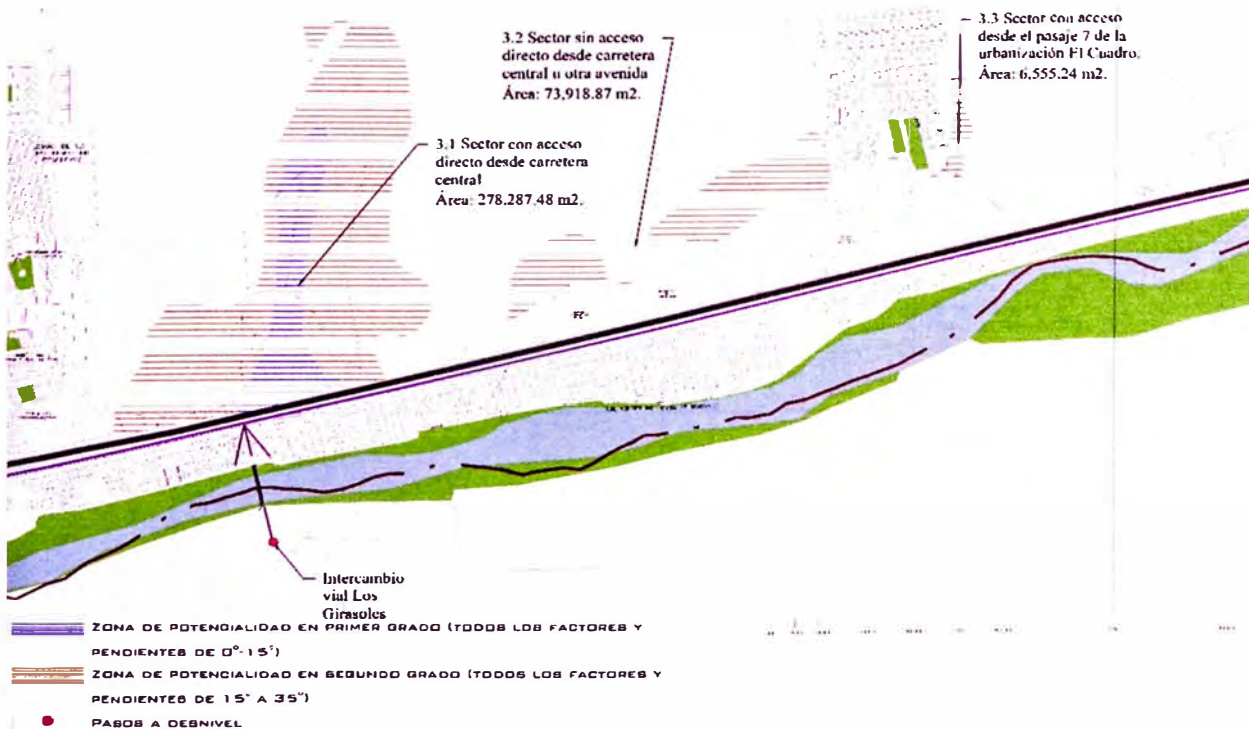 3.2 Sector sin acceso
directo desde carretera
central u otra avenida
Área: 73,918.87 m2.
3.3 Sector con acceso
desde el pasaje 7 de la
urbanización El Cuadro.
Área: 6,555.24 m2.
3.1 Sector con acceso
directo desde carretera
central
Área: 278.287.48 m2.
Intercambio
vial Los
Girasoles
ZONA DE POTENCIALIDAD EN PRIMER GRADO (TODOS LOS FACTORES Y
PENDIENTES DE 0°-15°)
ZONA DE POTENCIALIDAD EN SEGUNDO GRADO (TODOS LOS FACTORES Y
PENDIENTES DE 15° A 35°)
PASOS A DESNIVEL